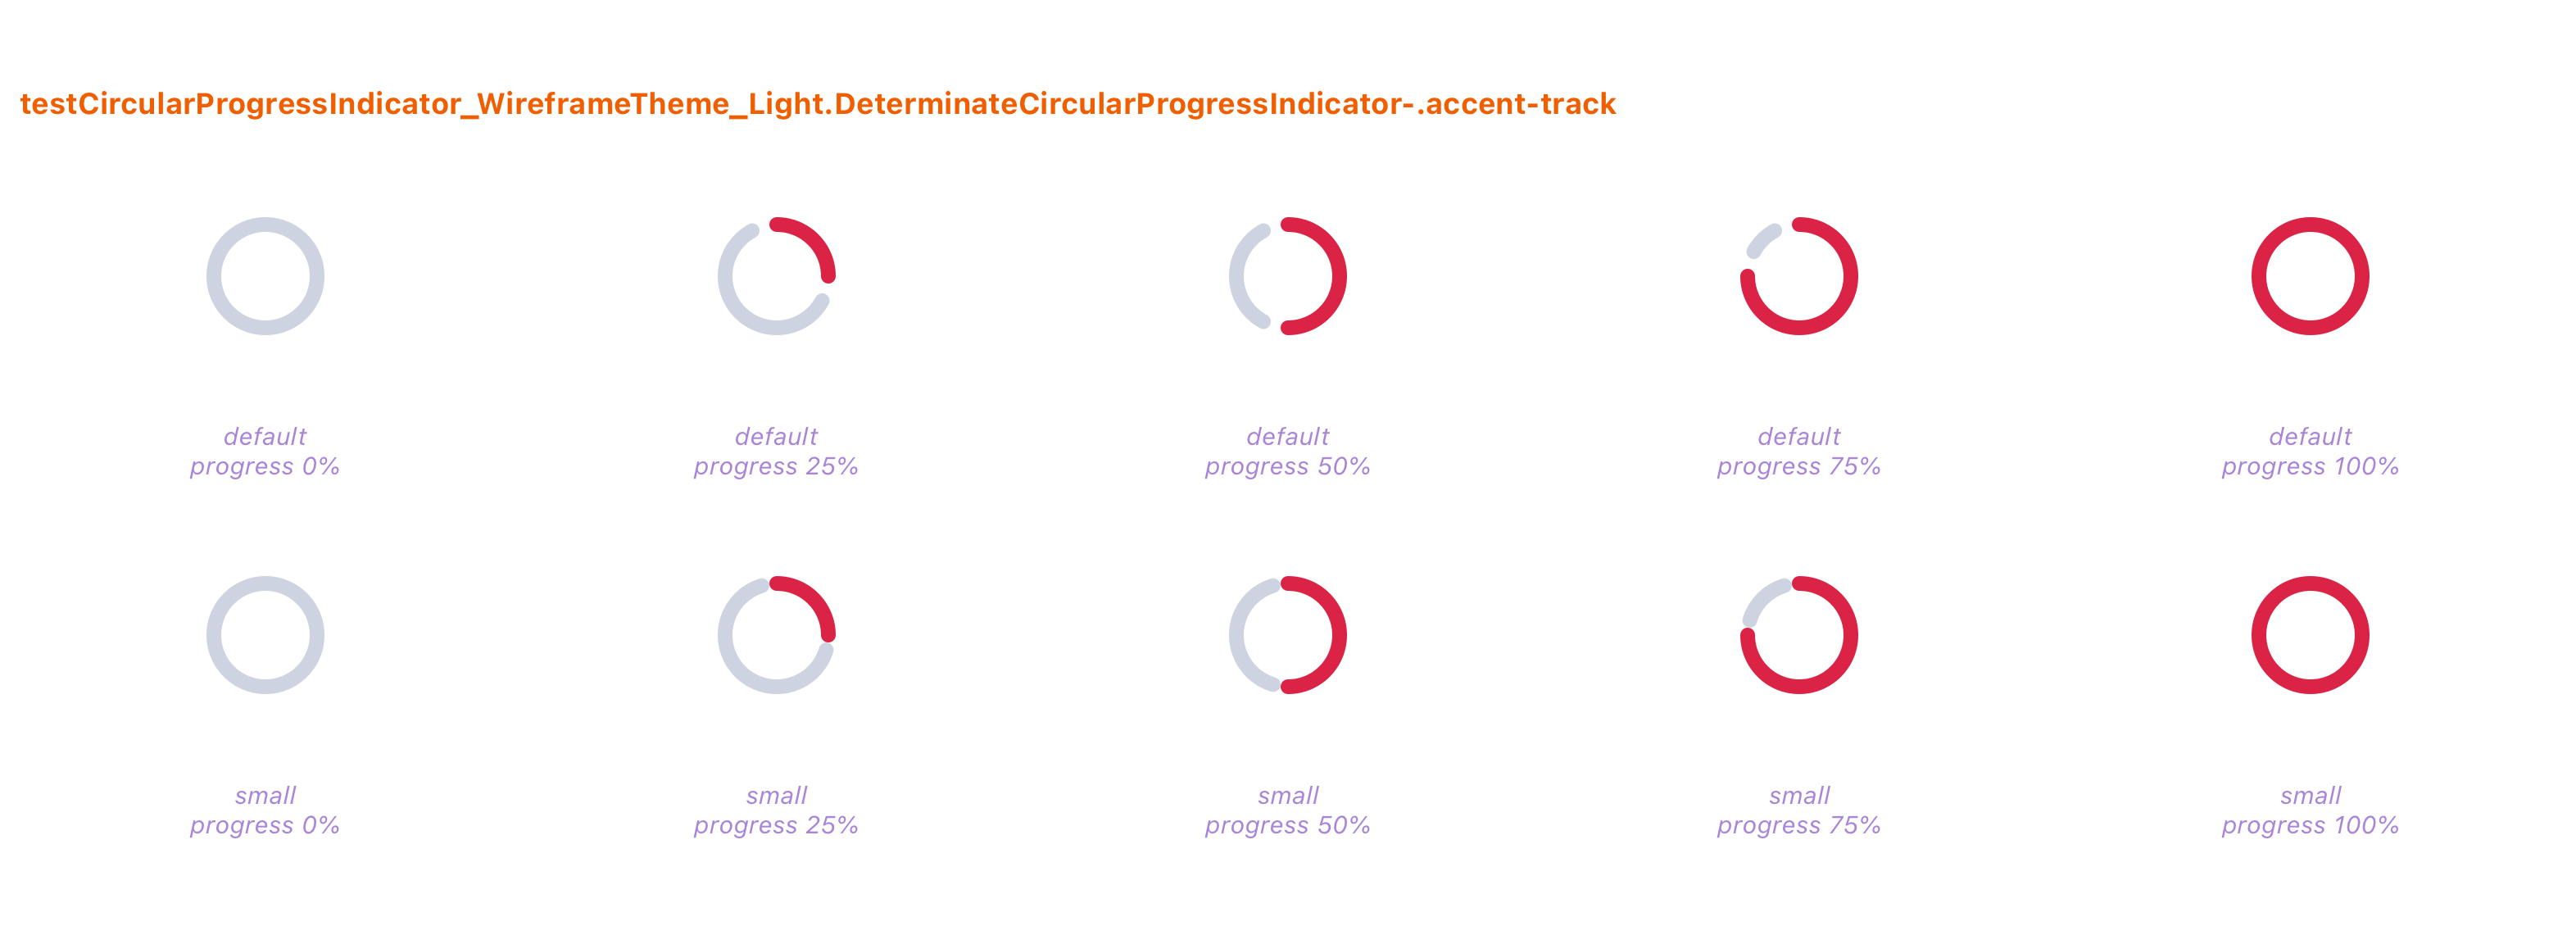 testCircularProgressIndicator_WireframeTheme_Light.DeterminateCircularProgressIndicator-.accent-track
default
progress 0%
default
progress 25%
default
progress 50%
default
progress 75%
default
progress 100%
small
progress 0%
small
progress 25%
small
progress 50%
small
progress 75%
small
progress 100%